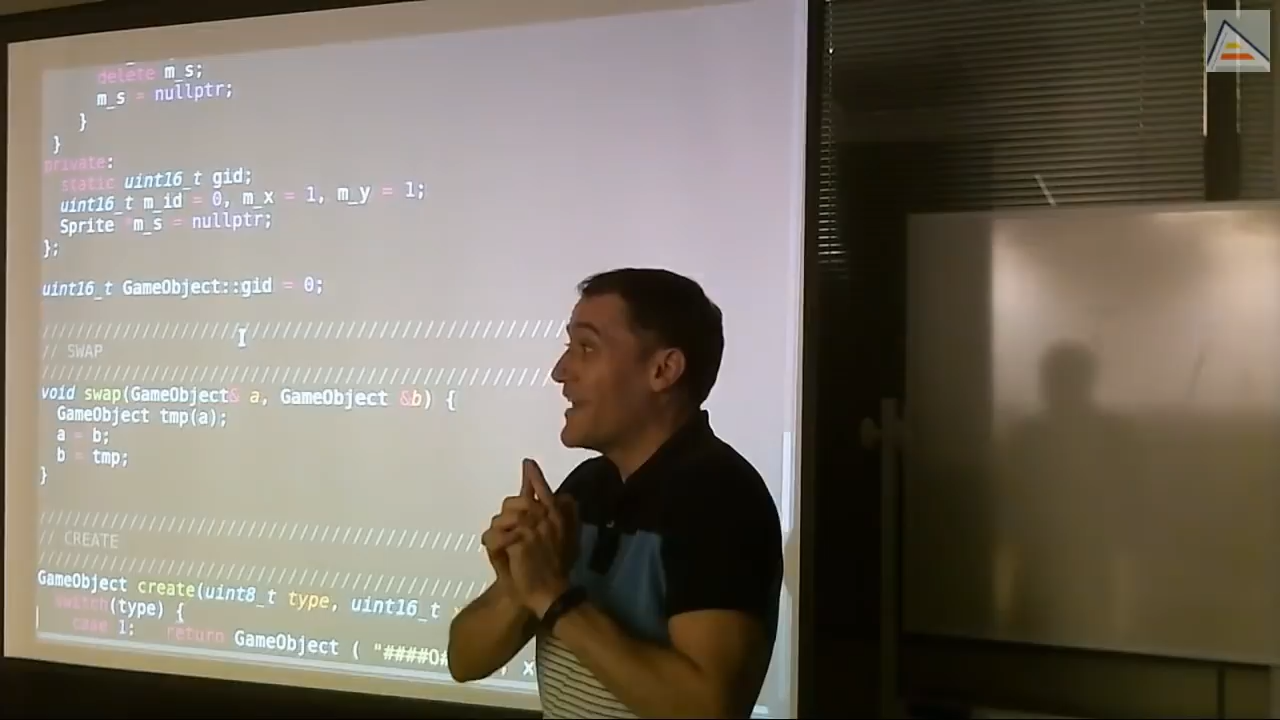 delete m_s;
m_s = nullptr;
}
}
private:
static uint16_t gid;
uint16_t m_id = 0, m_x = 1, m_y = 1;
Sprite *m_s = nullptr;
};
uint16_t GameObject::gid = 0;
////////////////////////////////////////////////////////////
// SWAP
////////////////////////////////////////////////////////////
void swap(GameObject& a, GameObject &b) {
GameObject tmp(a);
a = b;
b = tmp;
}
//////////////////////////////////////////////////
// CREATE
//////////////////////////////////////////////////
GameObject create(uint8_t type, uint16_t
switch(type) {
case 1: return GameObject ( "####O# , x